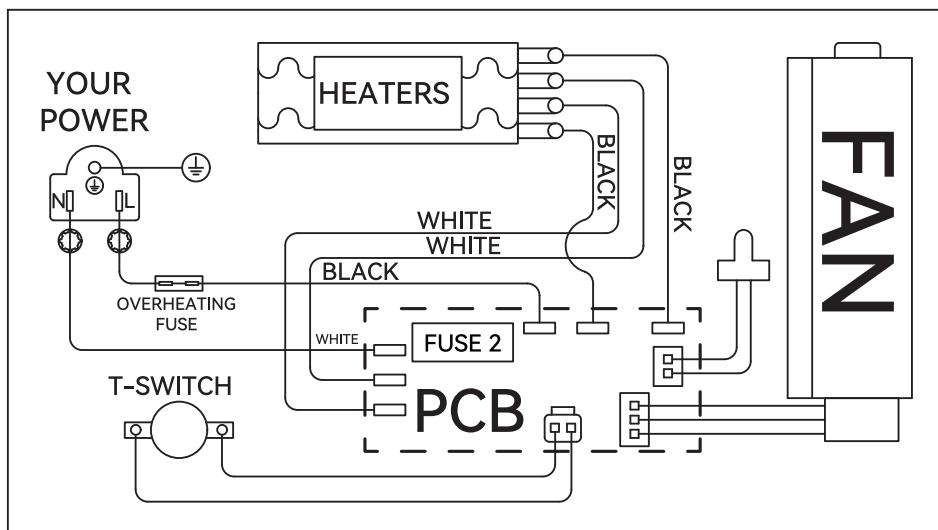 YOUR
POWER
N
L
HEATERS
BLACK
BLACK
WHITE
WHITE
BLACK
OVERHEATING
FUSE
WHITE
FUSE 2
T-SWITCH
PCB
FAN